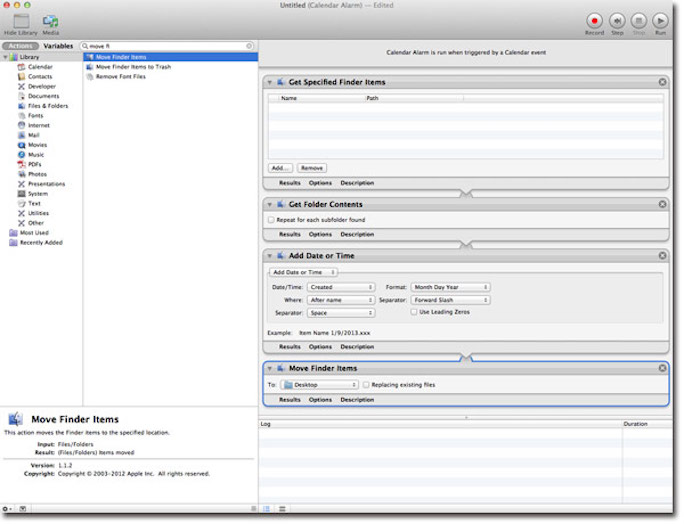 Untitled (Calendar Alarm) — Edited
Hide Library Media
Record Step Stop Run
Actions Variables move fi
Library
Calendar
Contacts
Developer
Documents
Files & Folders
Fonts
Internet
Mail
Movies
Music
PDFs
Photos
Presentations
System
Text
Utilities
Other
Most Used
Recently Added
Move Finder Items
Move Finder Items to Trash
Remove Font Files
Calendar Alarm is run when triggered by a Calendar event
Get Specified Finder Items
Name Path
Add... Remove
Results Options Description
Get Folder Contents
Repeat for each subfolder found
Results Options Description
Add Date or Time
Add Date or Time
Date/Time: Created Format: Month Day Year
Where: After name Separator: Forward Slash
Separator: Space Use Leading Zeros
Example: Item Name 1/9/2013.xxx
Results Options Description
Move Finder Items
To: Desktop Replacing existing files
Results Options Description
Move Finder Items
This action moves the Finder items to the specified location.
Input: Files/Folders
Result: (Files/Folders) Items moved
Version: 1.1.2
Copyright: Copyright © 2003–2012 Apple Inc. All rights reserved.
Log Duration